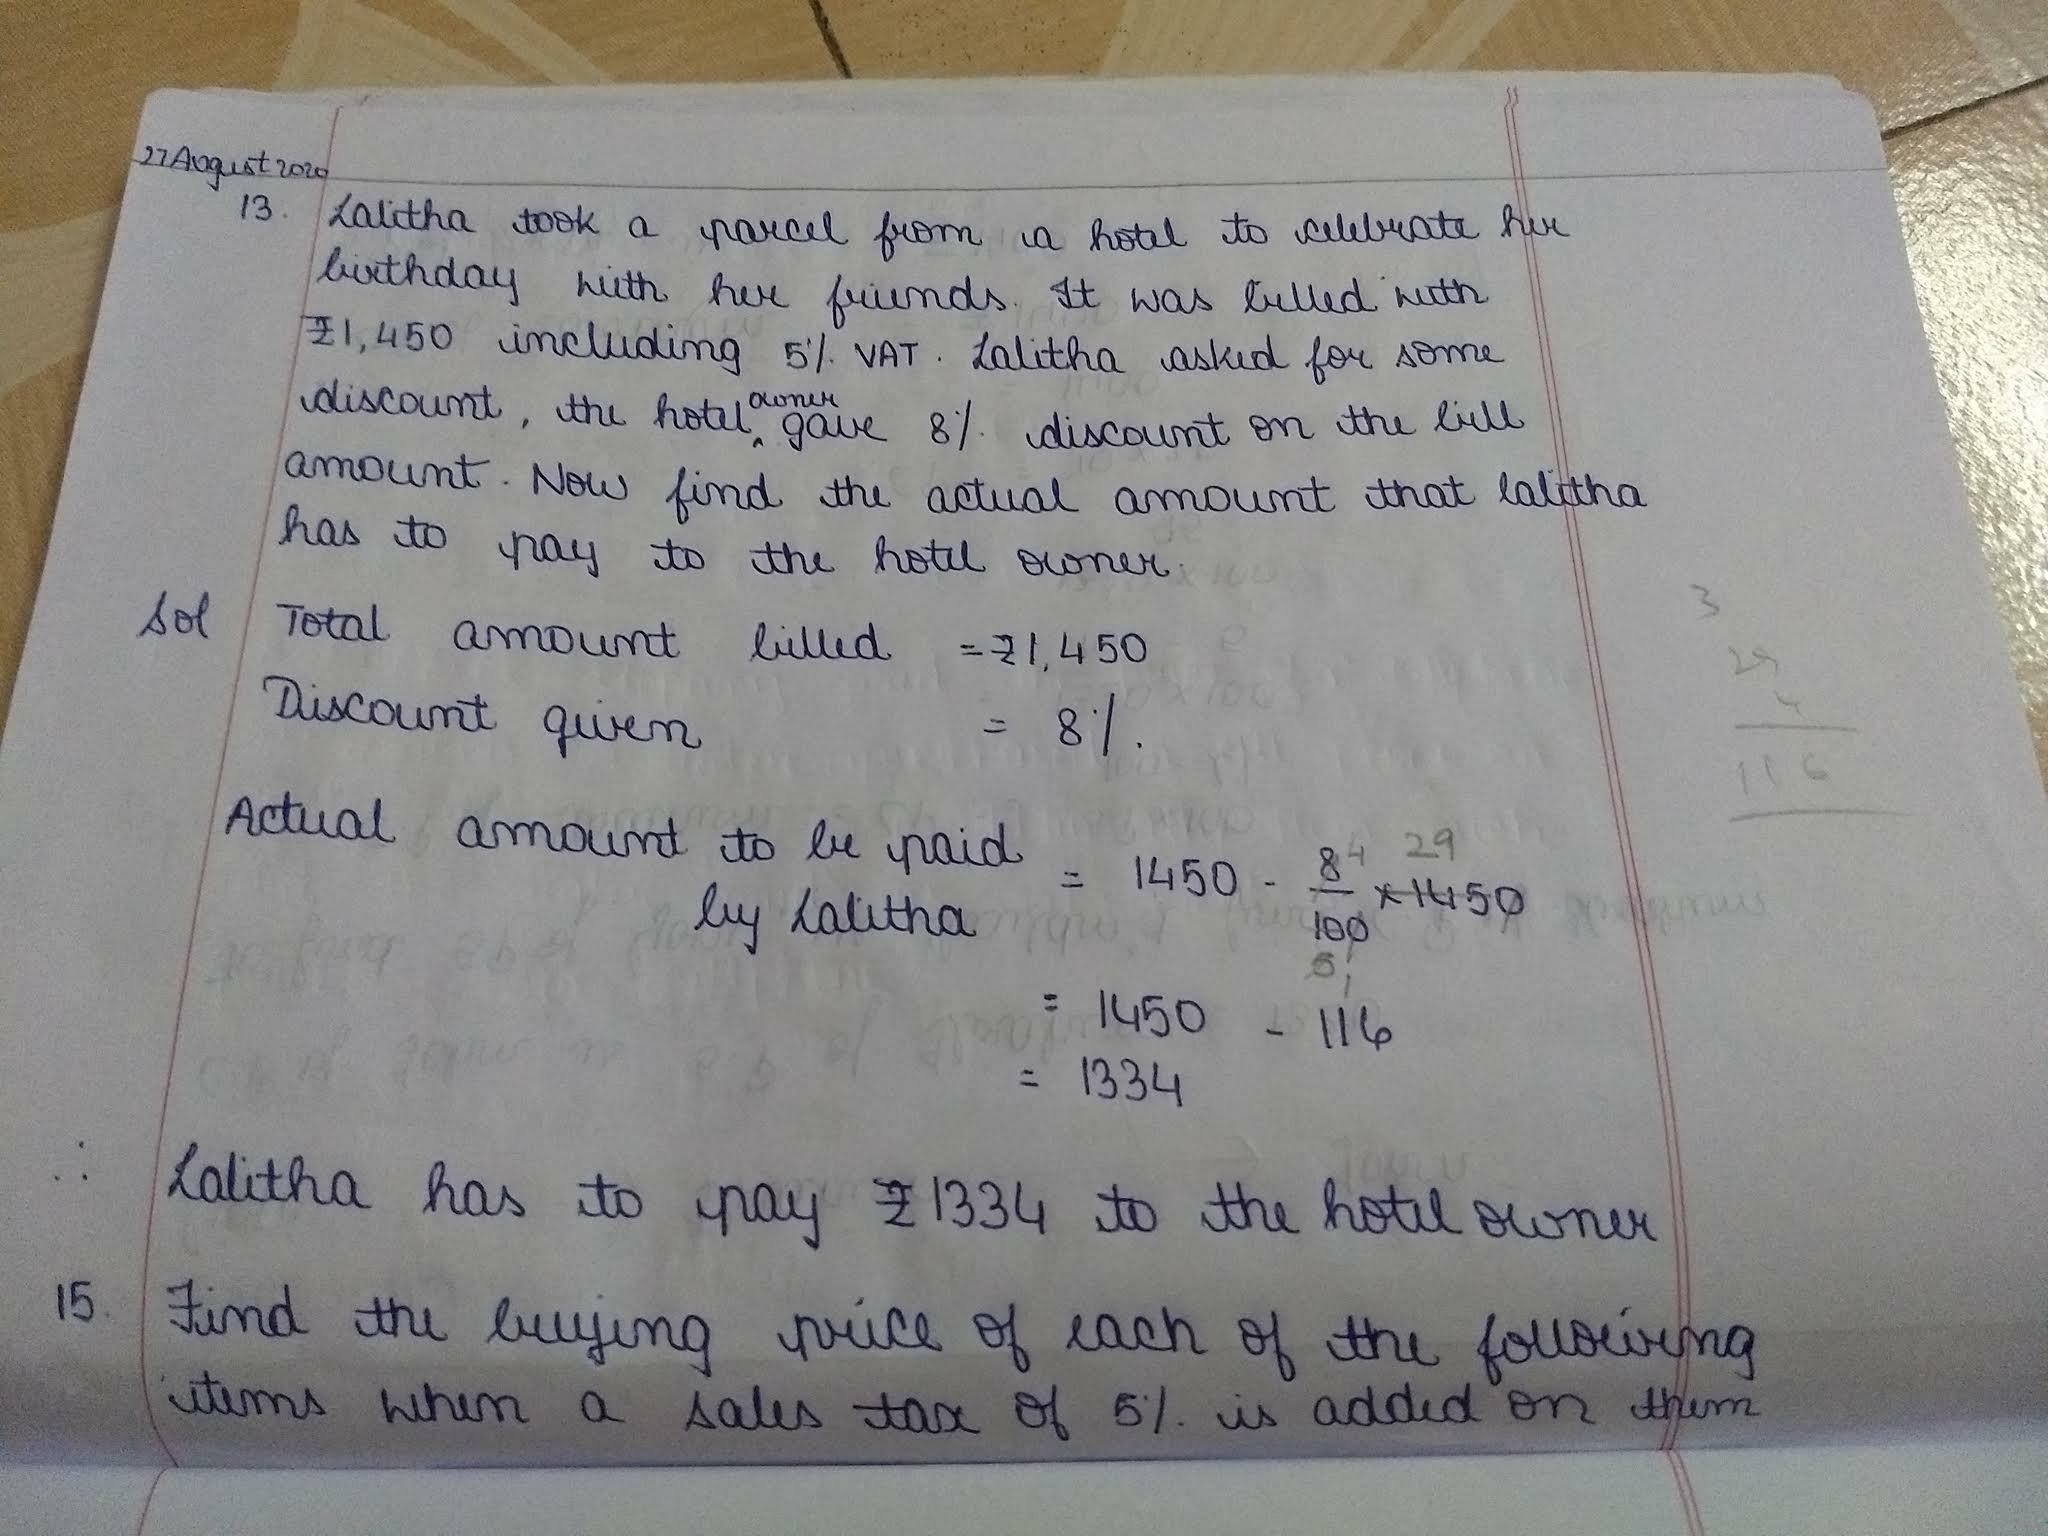 27 August 2020
13. Lalitha took a parcel from a hotel to celebrate her
birthday with her friends. It was billed with
₹1,450 including 5% VAT. Lalitha asked for some
discount, the hotel owner gave 8% discount on the bill
amount. Now find the actual amount that lalitha
has to pay to the hotel owner.
Sol Total amount billed = ₹1,450
Discount given = 8%.
3
29
4
116
Actual amount to be paid by Lalitha = 1450 - 8/100 × 1450
4 29
5
1
= 1450 - 116
= 1334
∴ Lalitha has to pay ₹1334 to the hotel owner
15. Find the buying price of each of the following
items when a sales tax of 5% is added on them